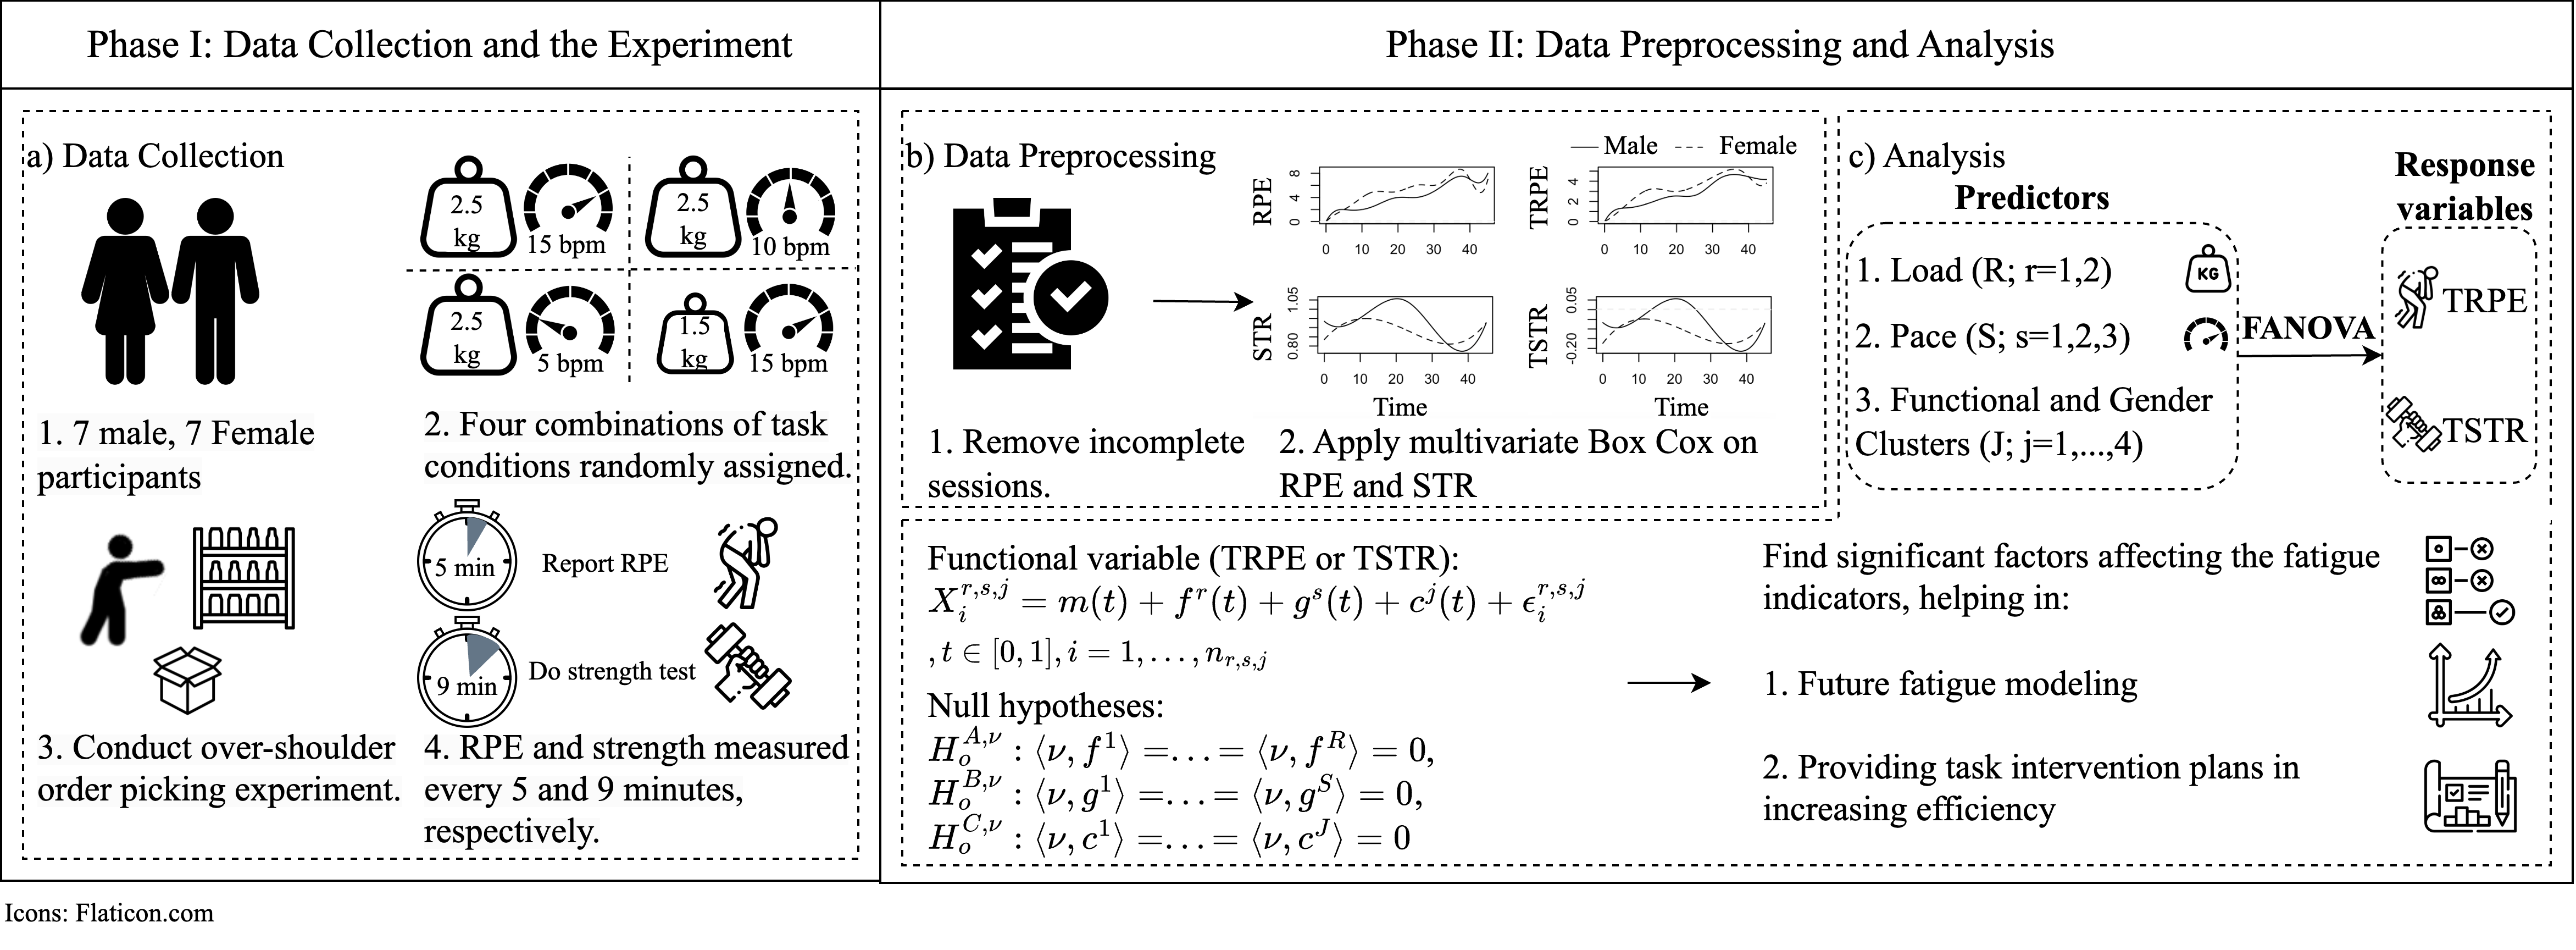 Phase I: Data Collection and the Experiment
Phase II: Data Preprocessing and Analysis
a) Data Collection
2.5
kg
15 bpm
2.5
kg
10 bpm
2.5
kg
5 bpm
1.5
kg
15 bpm
1. 7 male, 7 Female
participants
2. Four combinations of task
conditions randomly assigned.
5 min
Report RPE
9 min
Do strength test
3. Conduct over-shoulder
order picking experiment.
4. RPE and strength measured
every 5 and 9 minutes,
respectively.
b) Data Preprocessing
Male Female
RPE
0 4 8
0 10 20 30 40
TRPE
0 2 4
0 10 20 30 40
STR
0.80 1.05
0 10 20 30 40
Time
TSTR
-0.20 0.05
0 10 20 30 40
Time
1. Remove incomplete
sessions.
2. Apply multivariate Box Cox on
RPE and STR
c) Analysis
Predictors
Response
variables
1. Load (R; r=1,2)
KG
2. Pace (S; s=1,2,3)
3. Functional and Gender
Clusters (J; j=1,...,4)
FANOVA
TRPE
TSTR
Functional variable (TRPE or TSTR):
$X_i^{r,s,j} = m(t) + f^r(t) + g^s(t) + c^j(t) + \epsilon_i^{r,s,j}$
$, t \in [0, 1], i = 1, \ldots, n_{r,s,j}$
Null hypotheses:
$H_o^{A,\nu} : \langle \nu, f^1 \rangle = \ldots = \langle \nu, f^R \rangle = 0,$
$H_o^{B,\nu} : \langle \nu, g^1 \rangle = \ldots = \langle \nu, g^S \rangle = 0,$
$H_o^{C,\nu} : \langle \nu, c^1 \rangle = \ldots = \langle \nu, c^J \rangle = 0$
Find significant factors affecting the fatigue
indicators, helping in:
1. Future fatigue modeling
2. Providing task intervention plans in
increasing efficiency
Icons: Flaticon.com